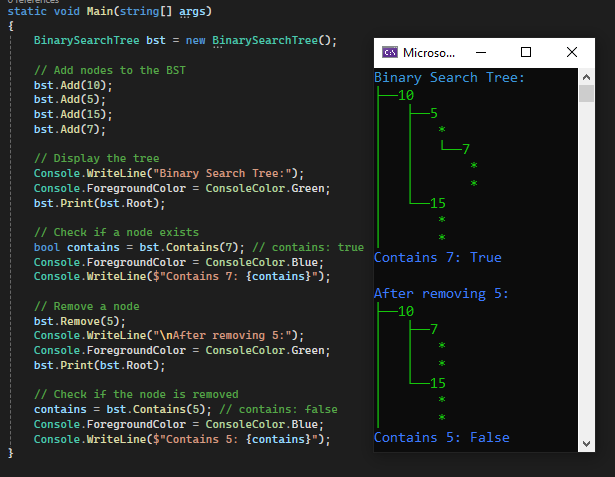 0 references
static void Main(string[] args)
{
BinarySearchTree bst = new BinarySearchTree();
// Add nodes to the BST
bst.Add(10);
bst.Add(5);
bst.Add(15);
bst.Add(7);
// Display the tree
Console.WriteLine("Binary Search Tree:");
Console.ForegroundColor = ConsoleColor.Green;
bst.Print(bst.Root);
// Check if a node exists
bool contains = bst.Contains(7); // contains: true
Console.ForegroundColor = ConsoleColor.Blue;
Console.WriteLine($"Contains 7: {contains}");
// Remove a node
bst.Remove(5);
Console.WriteLine("\nAfter removing 5:");
Console.ForegroundColor = ConsoleColor.Green;
bst.Print(bst.Root);
// Check if the node is removed
contains = bst.Contains(5); // contains: false
Console.ForegroundColor = ConsoleColor.Blue;
Console.WriteLine($"Contains 5: {contains}");
}
Microso...
Binary Search Tree:
├──10
│   ├──5
│   │   *
│   │   └──7
│   │       *
│   │       *
│   └──15
│       *
│       *
Contains 7: True
After removing 5:
├──10
│   ├──7
│   │   *
│   │   *
│   └──15
│       *
│       *
Contains 5: False